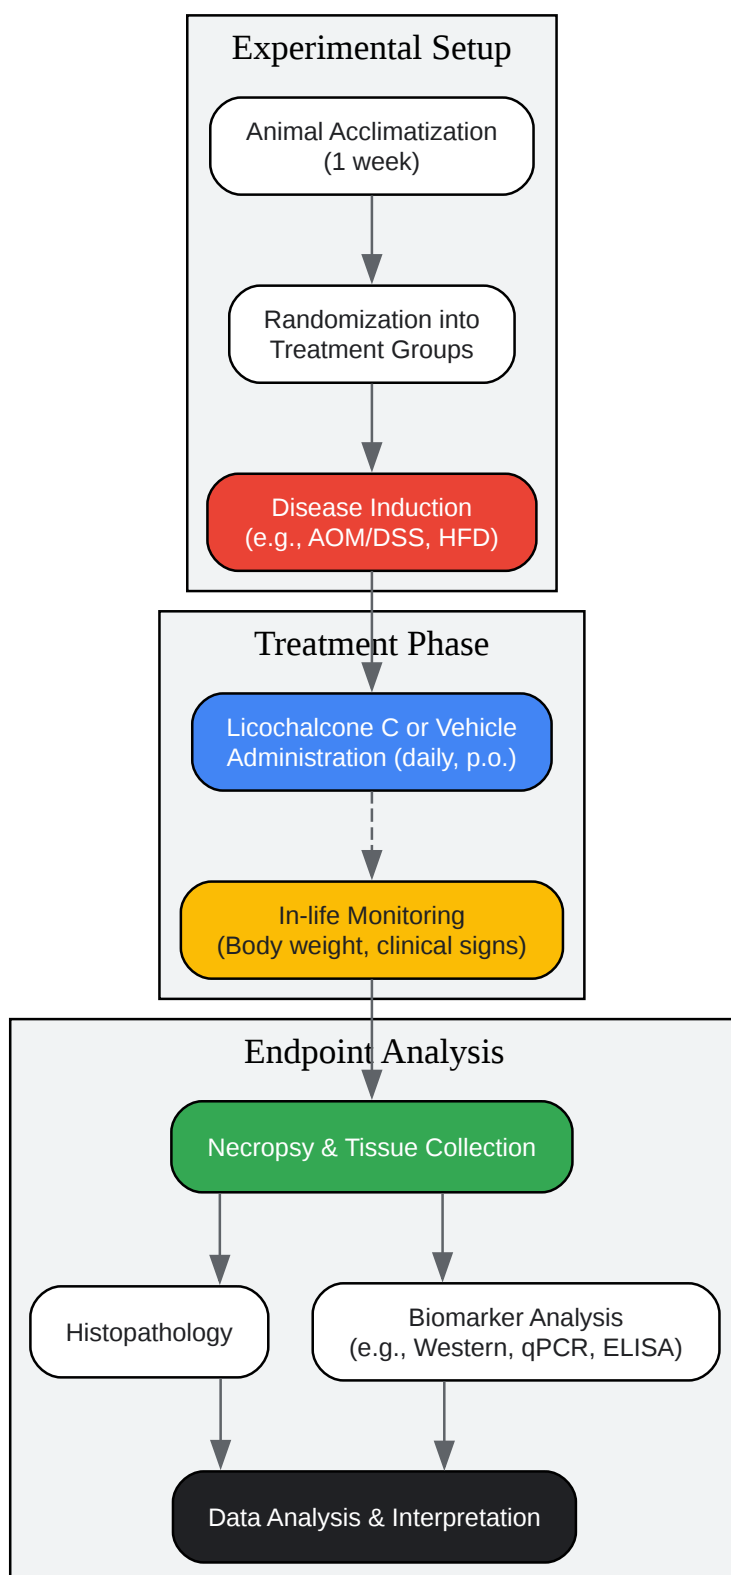 Experimental Setup
Animal Acclimatization
(1 week)
Randomization into
Treatment Groups
Disease Induction
(e.g., AOM/DSS, HFD)
Treatment Phase
Licochalcone C or Vehicle
Administration (daily, p.o.)
In-life Monitoring
(Body weight, clinical signs)
Endpoint Analysis
Necropsy & Tissue Collection
Histopathology
Biomarker Analysis
(e.g., Western, qPCR, ELISA)
Data Analysis & Interpretation